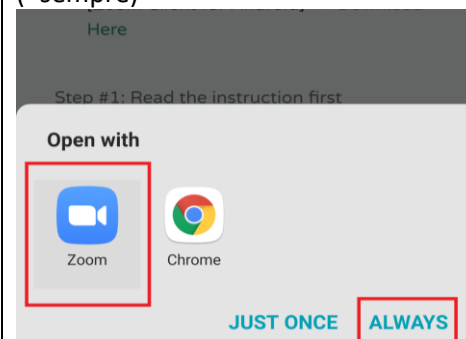 Here
Step #1: Read the instruction first
Open with
Zoom
Chrome
JUST ONCE ALWAYS